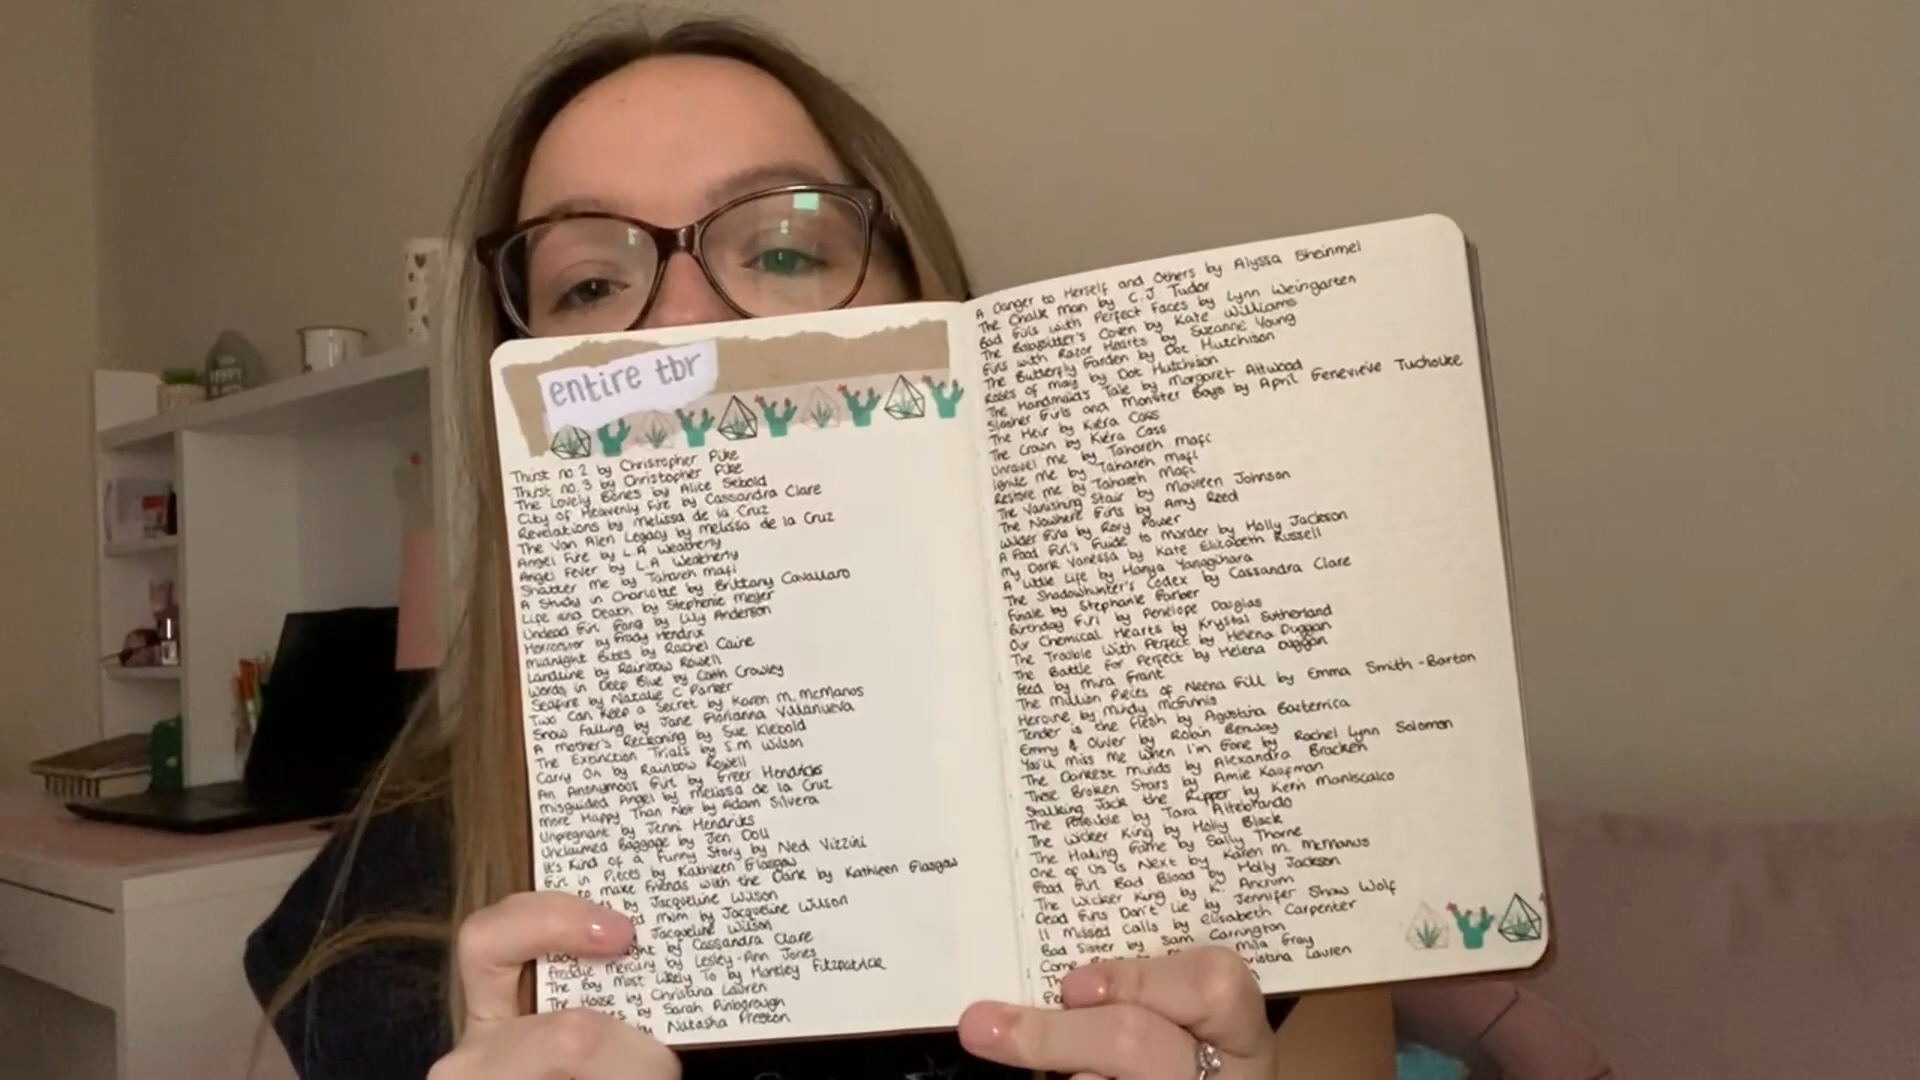 entire tbr
Thirst no.2 by Christopher Pike
Thirst no.3 by Christopher Pike
The Lovely Bones by Alice Sebold
City of Heavenly Fire by Cassandra Clare
Revelations by Melissa de la Cruz
The Van Alen Legacy by Melissa de la Cruz
Angel Fire by L.A Weatherly
Angel Fever by L.A Weatherly
Shatter me by Tahereh Mafi
A Study in Charlotte by Brittany Cavallaro
Life and Death by Stephenie Meyer
Undead Girl Gang by Lily Anderson
Horrorstor by Grady Hendrix
Midnight Bites by Rachel Caine
Landline by Rainbow Rowell
Words in Deep Blue by Cath Crowley
Seafire by Natalie C Parker
Two Can Keep a Secret by Karen M. McManos
Snow Falling by Jane Glorianna Villanueva
A Mother's Reckoning by Sue Klebold
The Extinction Trials by S.M Wilson
Carry On by Rainbow Rowell
An Anonymous Girl by Greer Hendricks
Misguided Angel by Melissa de la Cruz
More Happy Than Not by Adam Silvera
Unpregnant by Jenni Hendriks
Unclaimed Baggage by Jen Doll
It's Kind of a Funny Story by Ned Vizzini
Girl in Pieces by Kathleen Glasgow
to make Friends with the Dark by Kathleen Glasgow
by Jacqueline Wilson
Mum by Jacqueline Wilson
Jacqueline Wilson
by Cassandra Clare
Freddie Mercury by Lesley-Ann Jones
The Boy Most Likely To by Huntley Fitzpatrick
The House by Christina Lauren
by Sarah Pinborough
by Natasha Preston
A Danger to Herself and Others by Alyssa Sheinmel
The Chalk Man by C.J Tudor
Bad Girls with Perfect Faces by Lynn Weingarten
The Babysitter's Coven by Kate Williams
Girls with Razor Hearts by Suzanne Young
The Butterfly Garden by Dot Hutchison
Roses of May by Dot Hutchison
The Handmaid's Tale by Margaret Attwood
Slasher Girls and Monster Boys by April Genevieve Tucholke
The Heir by Kiera Cass
The Crown by Kiera Cass
Unravel me by Tahereh Mafi
Ignite me by Tahereh Mafi
Restore me by Tahereh Mafi
The Vanishing Stair by Maureen Johnson
The Nowhere Girls by Amy Reed
Wilder Girls by Rory Power
A Good Girl's Guide to Murder by Holly Jackson
My Dark Vanessa by Kate Elizabeth Russell
A Little Life by Hanya Yanagihara
The Shadowhunter's Codex by Cassandra Clare
Finale by Stephanie Garber
Birthday Girl by Penelope Douglas
Our Chemical Hearts by Krystal Sutherland
The Trouble With Perfect by Helena Duggan
The Battle for Perfect by Helena Duggan
Feed by Mira Grant
The Million Pieces of Neena Gill by Emma Smith-Barton
Heroine by Mindy McGinnis
Tender is the Flesh by Agustina Bazterrica
Emmy & Oliver by Robin Benway
You'll miss me When I'm Gone by Rachel Lynn Solomon
The Darkest Minds by Alexandra Bracken
These Broken Stars by Amie Kaufman
Stalking Jack the Ripper by Kerri Maniscalco
The Possible by Tara Altebrando
The Wicked King by Holly Black
The Hating Game by Sally Thorne
One of Us is Next by Karen M. McManus
Good Girl Bad Blood by Holly Jackson
The Wicker King by K. Ancrum
Dead Girls Don't Lie by Jennifer Shaw Wolf
11 Missed Calls by Elisabeth Carpenter
Bad Sister by Sam Carrington
Come Mila Gray
Th Christina Lauren